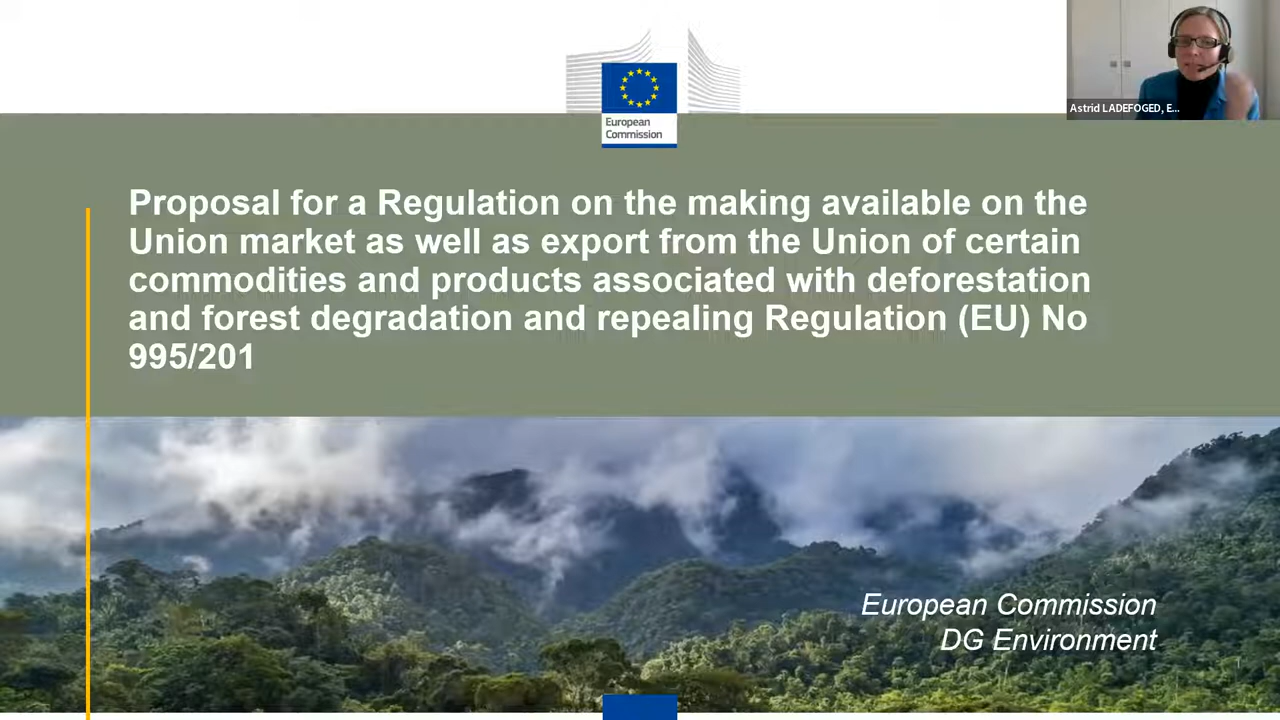 European
Commission
Astrid LADEFOGED, E...
Proposal for a Regulation on the making available on the
Union market as well as export from the Union of certain
commodities and products associated with deforestation
and forest degradation and repealing Regulation (EU) No
995/201
European Commission
DG Environment